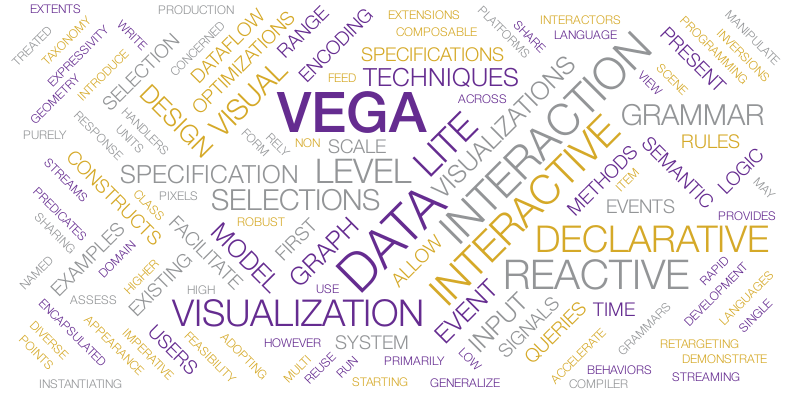 EXTENTS
PRODUCTION
EXTENSIONS
PLATFORMS
INTERACTORS
MANIPULATE
TREATED
TAXONOMY
EXPRESSIVITY
WRITE
CONCERNED
DATAFLOW
RANGE
ENCODING
COMPOSABLE
SHARE
LANGUAGE
PRESENT
PROGRAMMING
INVERSIONS
GEOMETRY
INTRODUCE
SELECTION
OPTIMIZATIONS
SPECIFICATIONS
VIEW
SCENE
PURELY
RESPONSE
UNITS
HANDLERS
DESIGN
VISUAL
FEED
TECHNIQUES
ACROSS
VEGA
FORM
RELY
NON
SCALE
LITE
VISUALIZATIONS
INTERACTION
GRAMMAR
RULES
STREAMS
CONSTRUCTS
SPECIFICATION
LEVEL
METHODS
ITEM
SEMANTIC
LOGIC
MAY
PREDICATES
CLASS
PIXELS
SELECTIONS
DATA
INTERACTIVE
EVENTS
PROVIDES
SHARING
EXAMPLES
DOMAIN
FACILITATE
ROBUST
MODEL
FIRST
GRAPH
ALLOW
DECLARATIVE
NAMED
ASSESS
HIGHER
EXISTING
HIGH
USE
REACTIVE
RAPID
DEVELOPMENT
LANGUAGES
SINGLE
ENCAPSULATED
VISUALIZATION
EVENT
INPUT
SIGNALS
QUERIES
TIME
GRAMMARS
DIVERSE
POINTS
APPEARANCE
IMPERATIVE
USERS
FEASIBILITY
ADOPTING
HOWEVER
SYSTEM
RETARGETING
MULTI
REUSE
RUN
PRIMARILY
LOW
ACCELERATE
DEMONSTRATE
INSTANTIATING
STARTING
GENERALIZE
BEHAVIORS
COMPILER
STREAMING